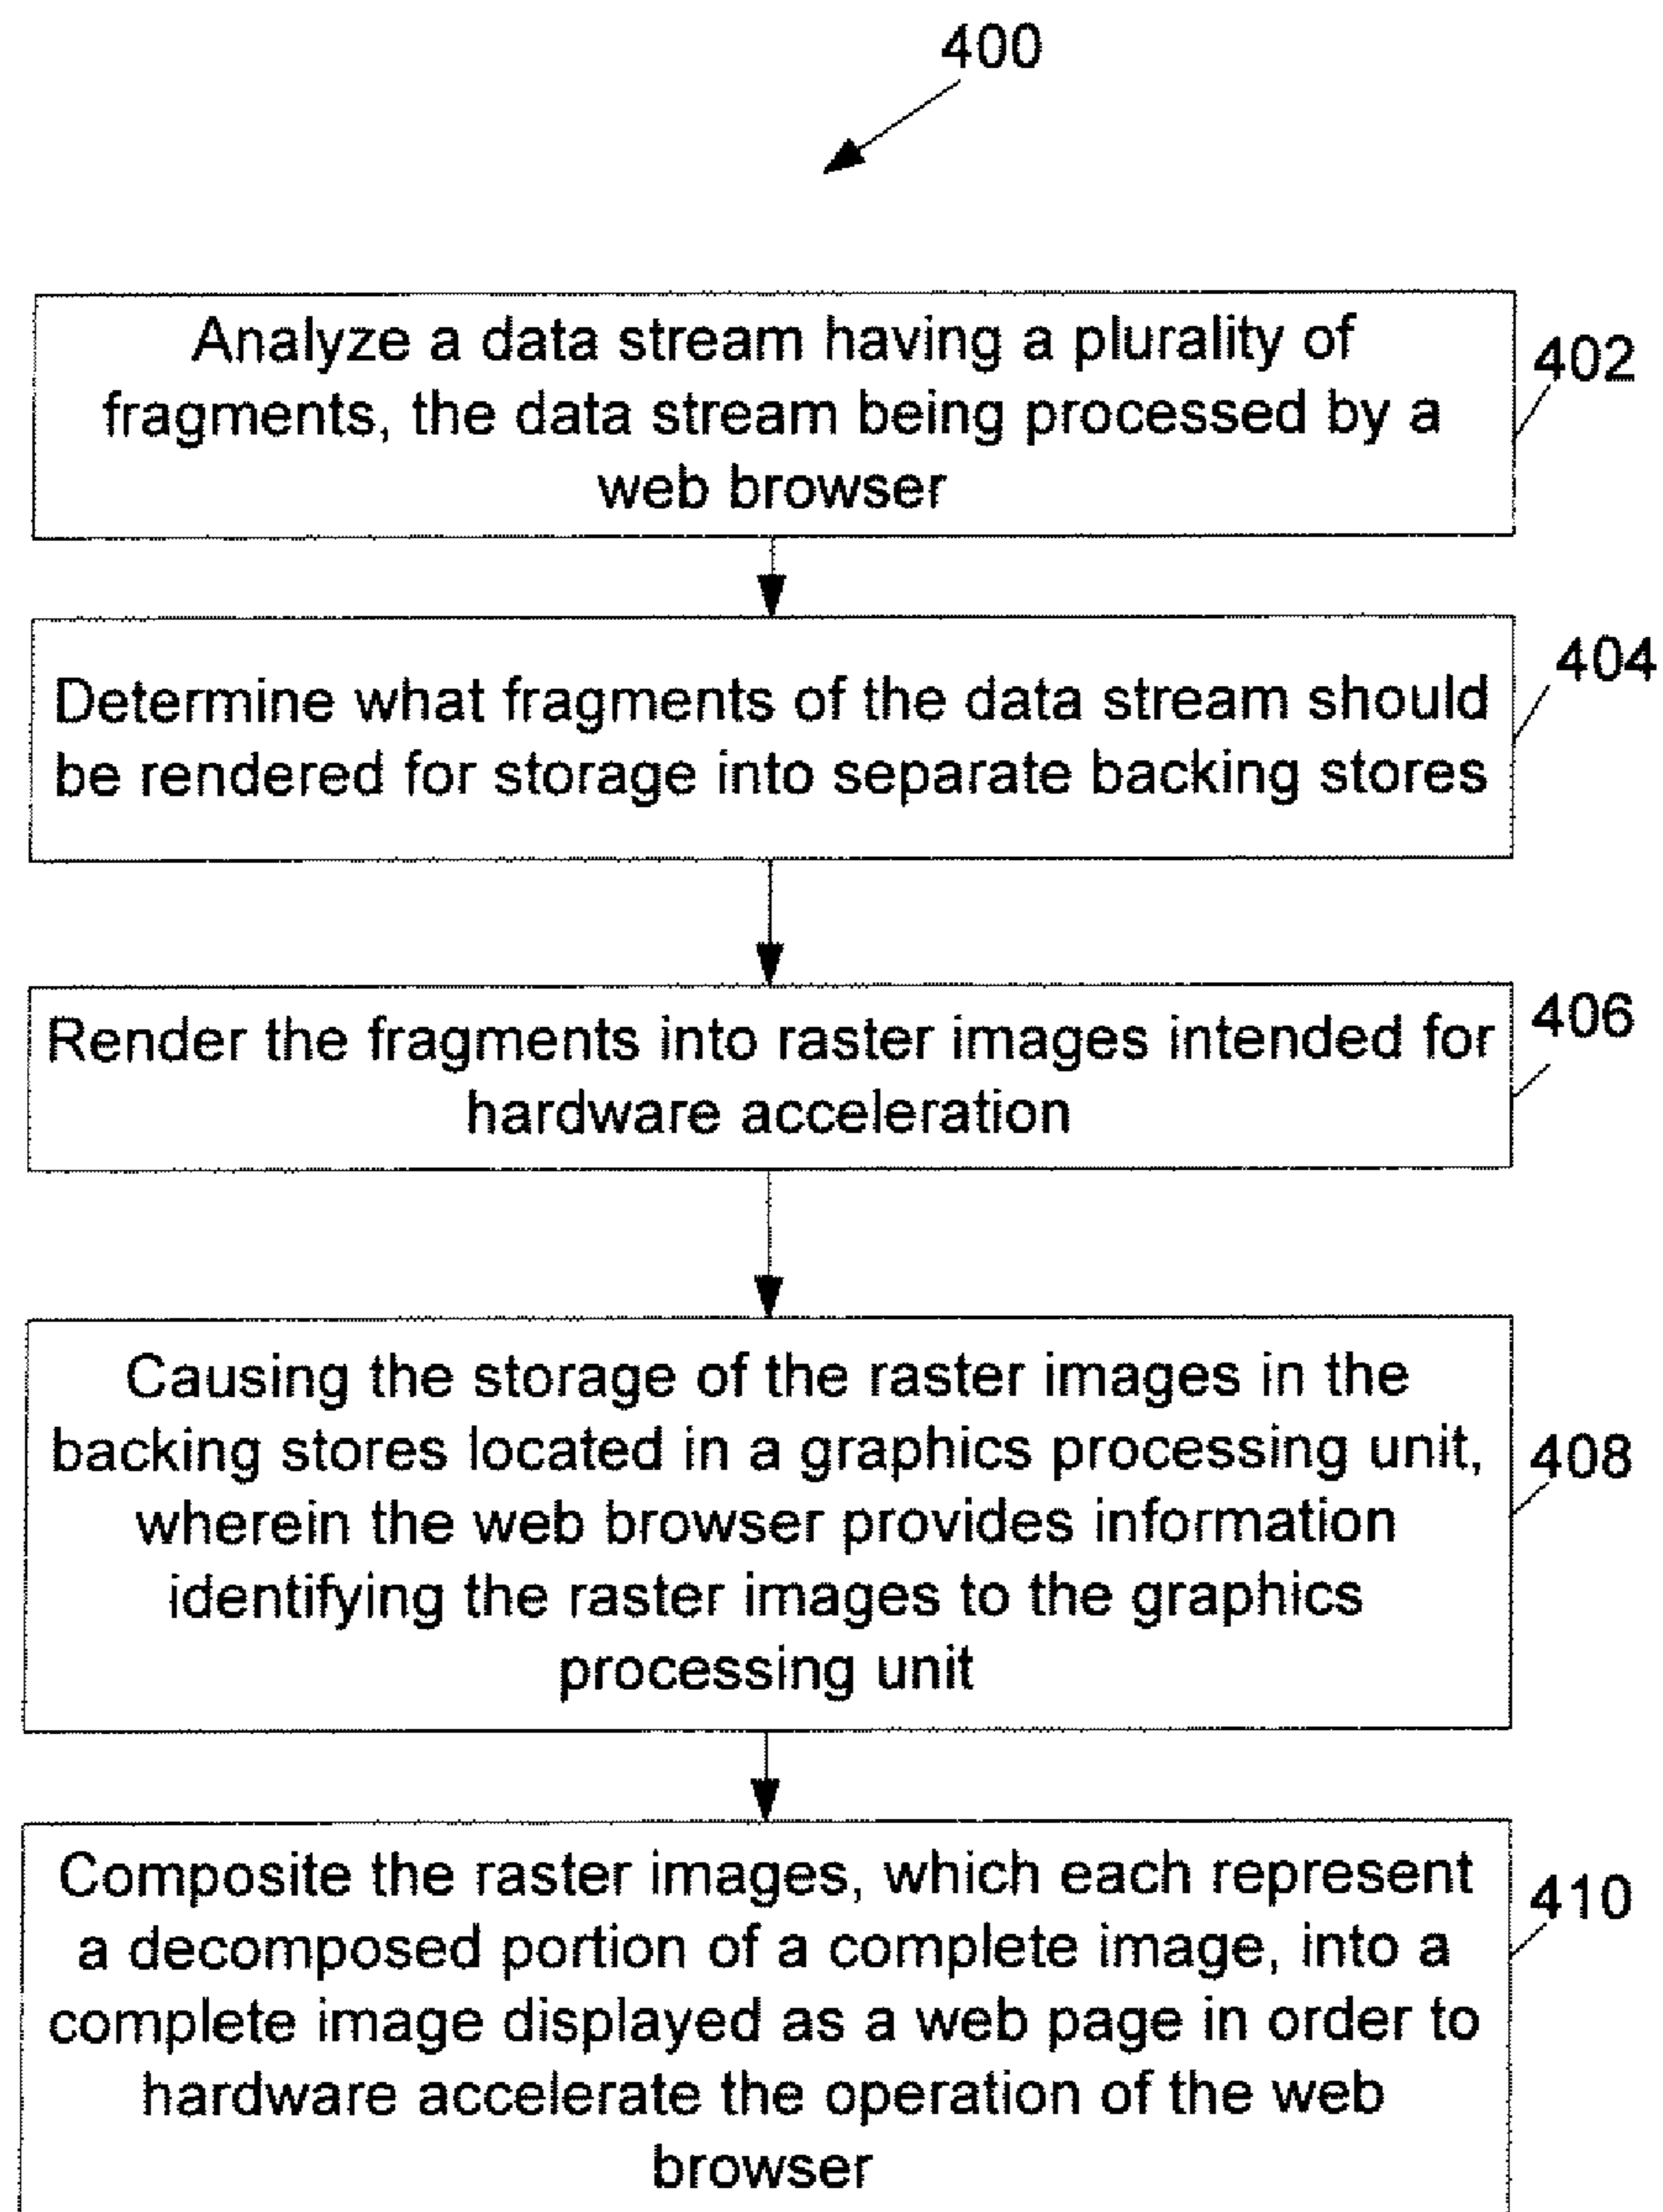 400
Analyze a data stream having a plurality of
fragments, the data stream being processed by a
web browser
402
Determine what fragments of the data stream should
be rendered for storage into separate backing stores
404
Render the fragments into raster images intended for
hardware acceleration
406
Causing the storage of the raster images in the
backing stores located in a graphics processing unit,
wherein the web browser provides information
identifying the raster images to the graphics
processing unit
408
Composite the raster images, which each represent
a decomposed portion of a complete image, into a
complete image displayed as a web page in order to
hardware accelerate the operation of the web
browser
410